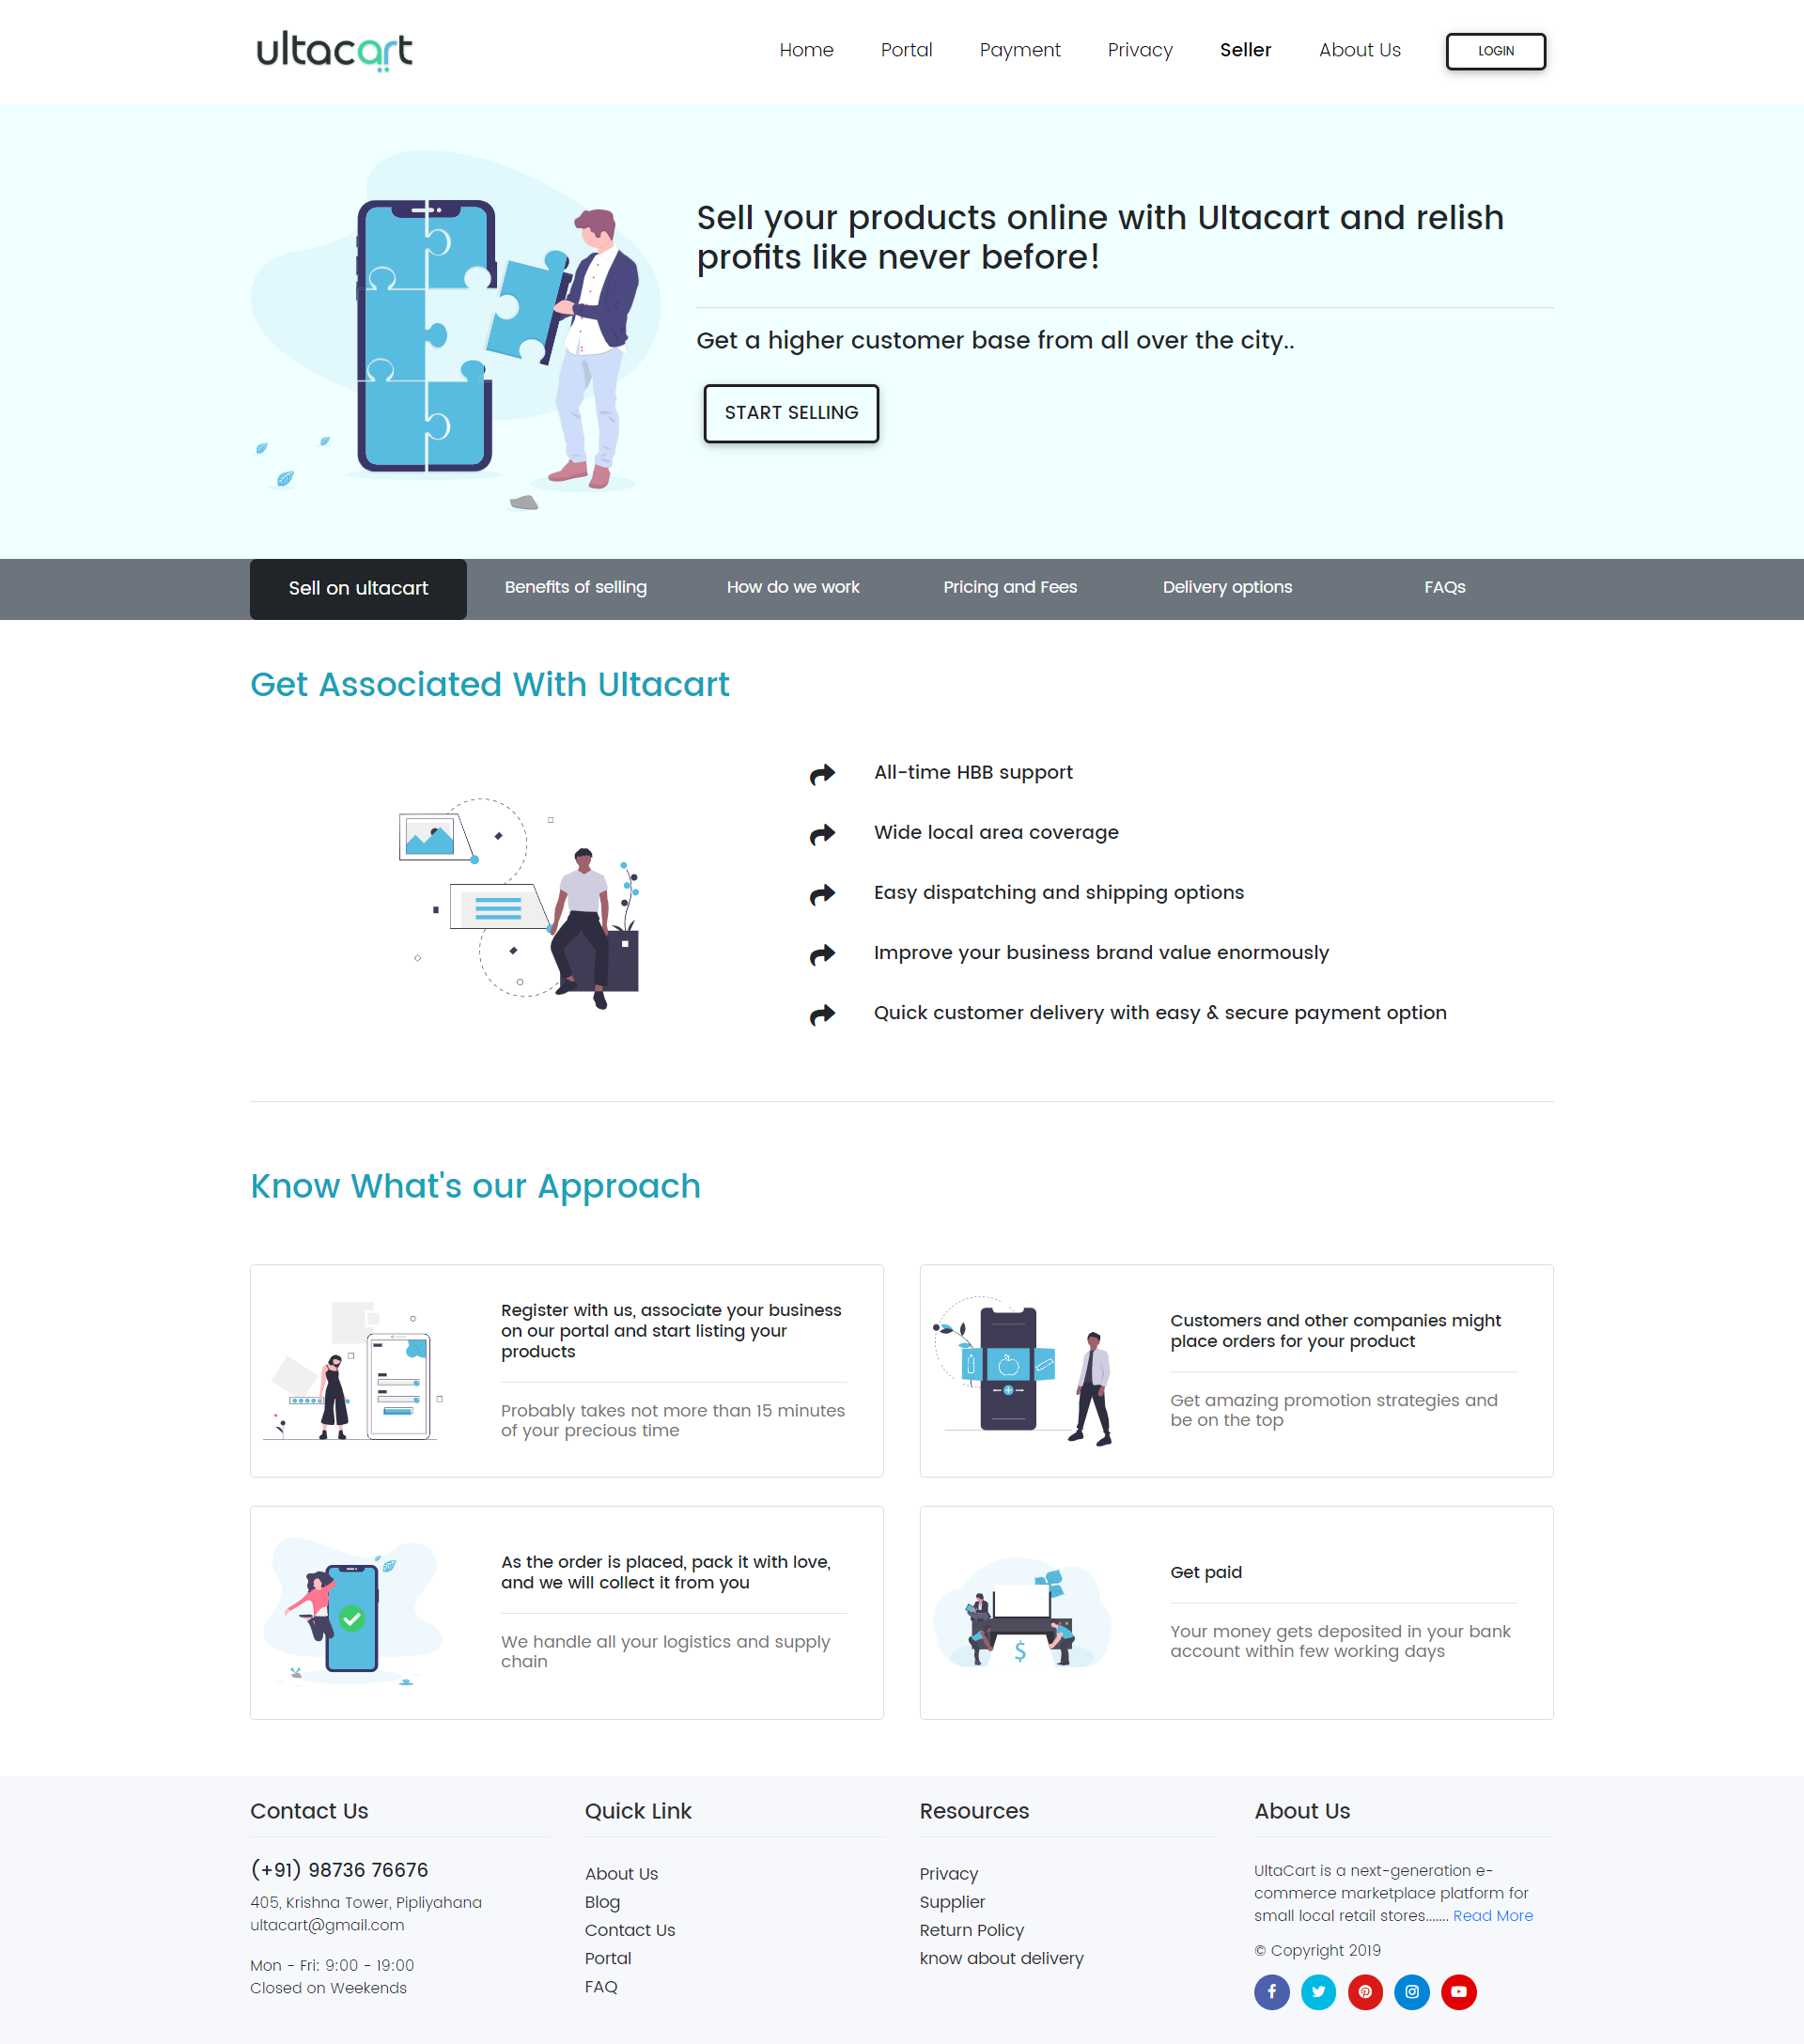 ultacart
Home Portal Payment Privacy Seller About Us LOGIN
Sell your products online with Ultacart and relish
profits like never before!
Get a higher customer base from all over the city..
START SELLING
Sell on ultacart Benefits of selling How do we work Pricing and Fees Delivery options FAQs
Get Associated With Ultacart
All-time HBB support
Wide local area coverage
Easy dispatching and shipping options
Improve your business brand value enormously
Quick customer delivery with easy & secure payment option
Know What's our Approach
Register with us, associate your business
on our portal and start listing your
products
Probably takes not more than 15 minutes
of your precious time
Customers and other companies might
place orders for your product
Get amazing promotion strategies and
be on the top
As the order is placed, pack it with love,
and we will collect it from you
We handle all your logistics and supply
chain
Get paid
Your money gets deposited in your bank
account within few working days
Contact Us
(+91) 98736 76676
405, Krishna Tower, Pipliyahana
ultacart@gmail.com
Mon - Fri: 9:00 - 19:00
Closed on Weekends
Quick Link
About Us
Blog
Contact Us
Portal
FAQ
Resources
Privacy
Supplier
Return Policy
know about delivery
About Us
UltaCart is a next-generation e-
commerce marketplace platform for
small local retail stores....... Read More
© Copyright 2019